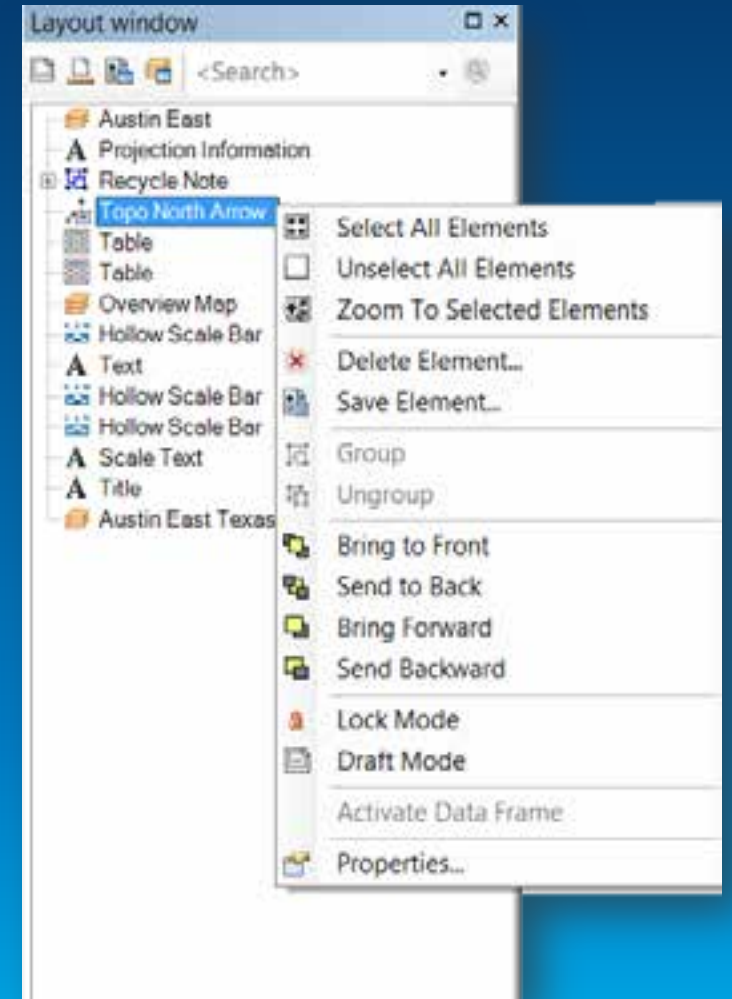 Layout window
<Search>
Austin East
Projection Information
Recycle Note
Topo North Arrow
Table
Table
Overview Map
Hollow Scale Bar
Text
Hollow Scale Bar
Hollow Scale Bar
Scale Text
Title
Austin East Texas
Select All Elements
Unselect All Elements
Zoom To Selected Elements
Delete Element...
Save Element...
Group
Ungroup
Bring to Front
Send to Back
Bring Forward
Send Backward
Lock Mode
Draft Mode
Activate Data Frame
Properties...